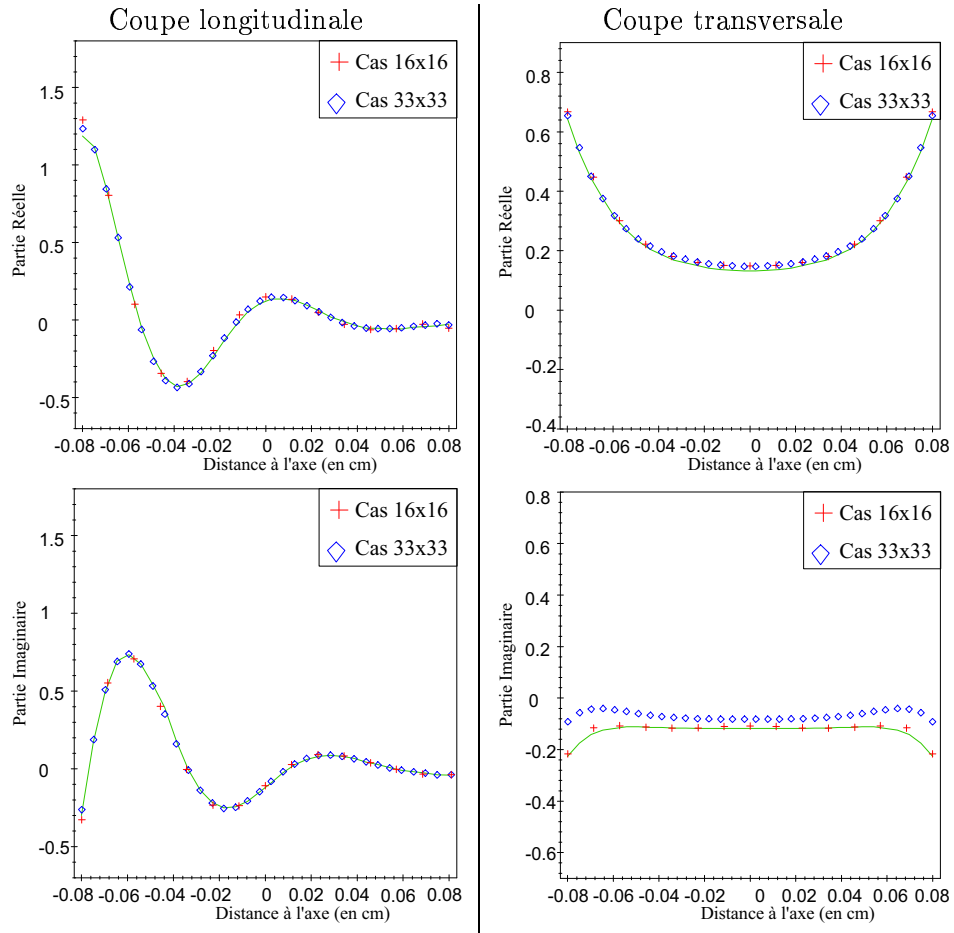 Coupe longitudinale
Coupe transversale
Cas 16x16
Cas 33x33
1.5
1
0.5
0
-0.5
Partie Réelle
-0.08 -0.06 -0.04 -0.02 0 0.02 0.04 0.06 0.08
Distance à l'axe (en cm)
Cas 16x16
Cas 33x33
0.8
0.6
0.4
0.2
0
-0.2
-0.4
Partie Réelle
-0.08 -0.06 -0.04 -0.02 0 0.02 0.04 0.06 0.08
Distance à l'axe (en cm)
Cas 16x16
Cas 33x33
1.5
1
0.5
0
-0.5
Partie Imaginaire
-0.08 -0.06 -0.04 -0.02 0 0.02 0.04 0.06 0.08
Distance à l'axe (en cm)
Cas 16x16
Cas 33x33
0.8
0.6
0.4
0.2
0
-0.2
-0.4
-0.6
Partie Imaginaire
-0.08 -0.06 -0.04 -0.02 0 0.02 0.04 0.06 0.08
Distance à l'axe (en cm)